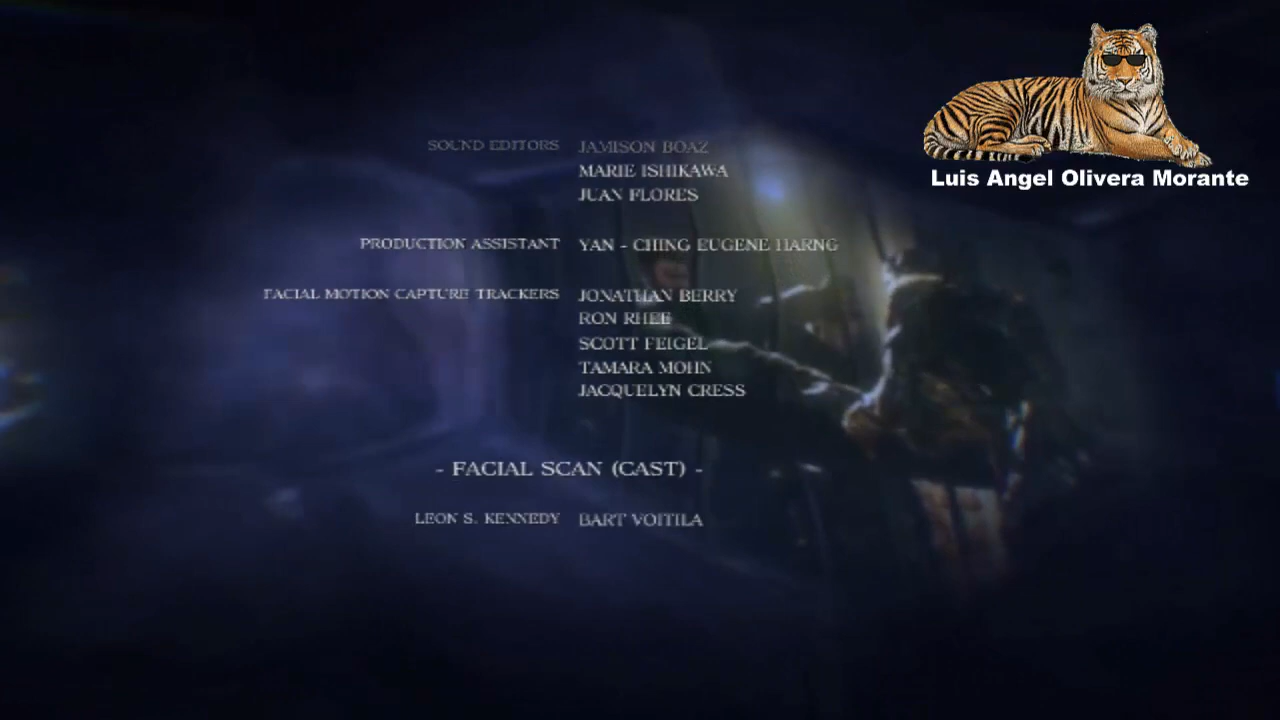 Luis Angel Olivera Morante
SOUND EDITORS JAMISON BOAZ
MARIE ISHIKAWA
JUAN FLORES
PRODUCTION ASSISTANT YAN - CHING EUGENE HARNG
FACIAL MOTION CAPTURE TRACKERS JONATHAN BERRY
RON RHEE
SCOTT FEIGEL
TAMARA MOHN
JACQUELYN CRESS
- FACIAL SCAN (CAST) -
LEON S. KENNEDY BART VOITILA